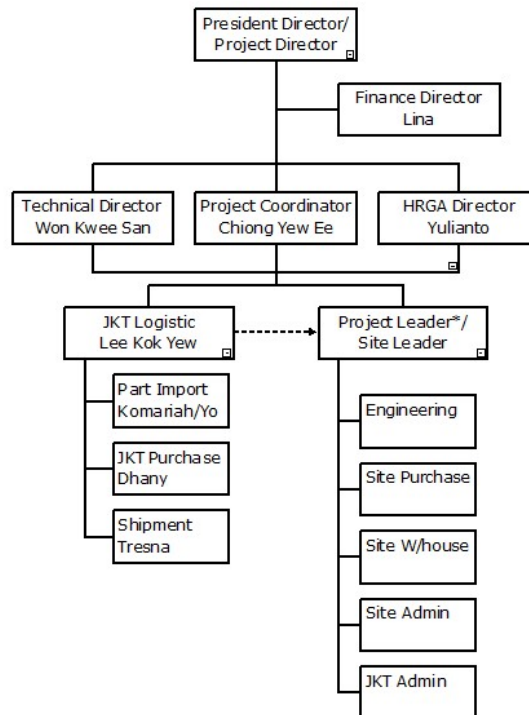 President Director/
Project Director
Finance Director
Lina
Technical Director
Won Kwee San
Project Coordinator
Chiong Yew Ee
HRGA Director
Yulianto
JKT Logistic
Lee Kok Yew
Project Leader*/
Site Leader
Part Import
Komariah/Yo
JKT Purchase
Dhany
Shipment
Tresna
Engineering
Site Purchase
Site W/house
Site Admin
JKT Admin